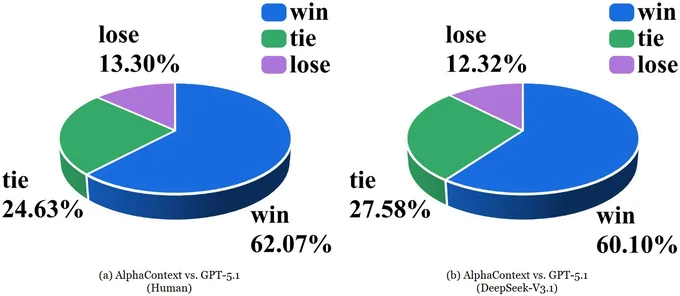 win
tie
lose
lose
13.30%
tie
24.63%
win
62.07%
(a) AlphaContext vs. GPT-5.1
(Human)
win
tie
lose
lose
12.32%
tie
27.58%
win
60.10%
(b) AlphaContext vs. GPT-5.1
(DeepSeek-V3.1)